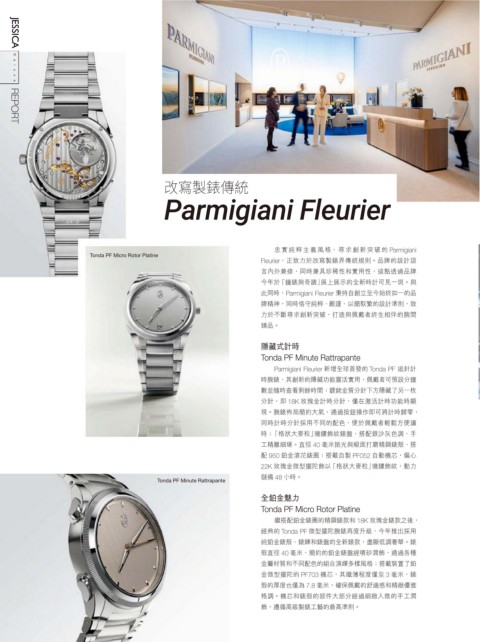 JESSICA
REPORT
PARMIGIANI
FLEURIER
PARMIGIANI
FLEURIER
改寫製錶傳統
Parmigiani Fleurier
Tonda PF Micro Rotor Platine
忠實純粹主義風格、尋求創新突破的 Parmigiani
Fleurier，正致力於改寫製錶界傳統規則。品牌的設計語
言內外兼修，同時兼具珍稀性和實用性，這點透過品牌
今年於「鐘錶與奇蹟」展上展示的全新時計可見一斑。與
此同時，Parmigiani Fleurier 秉持自創立至今始終如一的品
牌精神，同時恪守純粹、嚴謹、以簡馭繁的設計準則，致
力於不斷尋求創新突破，打造與佩戴者終生相伴的腕間
臻品。
隱藏式計時
Tonda PF Minute Rattrapante
Parmigiani Fleurier 新增全球首發的 Tonda PF 追針計
時腕錶，其創新的隱藏功能靈活實用，佩戴者可預設分鐘
數並隨時查看剩餘時間；鍍銠金質分針下方隱藏了另一枚
分針，即 18K 玫瑰金計時分針，僅在激活計時功能時顯
現。腕錶佈局簡約大氣，通過按鈕操作即可將計時歸零，
同時計時分針採用不同的配色，便於佩戴者輕鬆方便讀
時；「格狀大麥粒」機鏤飾紋錶盤，搭配銀沙灰色調，手
工精雕細琢。直徑 40 毫米拋光與緞面打磨精鋼錶殼，搭
配 950 鉑金滾花錶圈；搭載自製 PF052 自動機芯，偏心
22K 玫瑰金微型擺陀飾以「格狀大麥粒」機鏤飾紋，動力
儲備 48 小時。
Tonda PF Minute Rattrapante
全鉑金魅力
Tonda PF Micro Rotor Platine
繼搭配鉑金錶圈的精鋼錶款和 18K 玫瑰金錶款之後，
經典的 Tonda PF 微型擺陀腕錶再度升級，今年推出採用
純鉑金錶殼、錶鏈和錶盤的全新錶款，盡顯低調奢華。錶
殼直徑 40 毫米，簡約的鉑金錶盤經噴砂潤飾，通過各種
金屬材質和不同配色的組合演繹多樣風格；搭載裝置了鉑
金微型擺陀的 PF703 機芯，其纖薄程度僅至 3 毫米，錶
殼的厚度也僅為 7.8 毫米，確保佩戴的舒適感和精緻優雅
格調。機芯和錶殼的部件大部分經過細緻入微的手工潤
飾，遵循高級製錶工藝的最高準則。